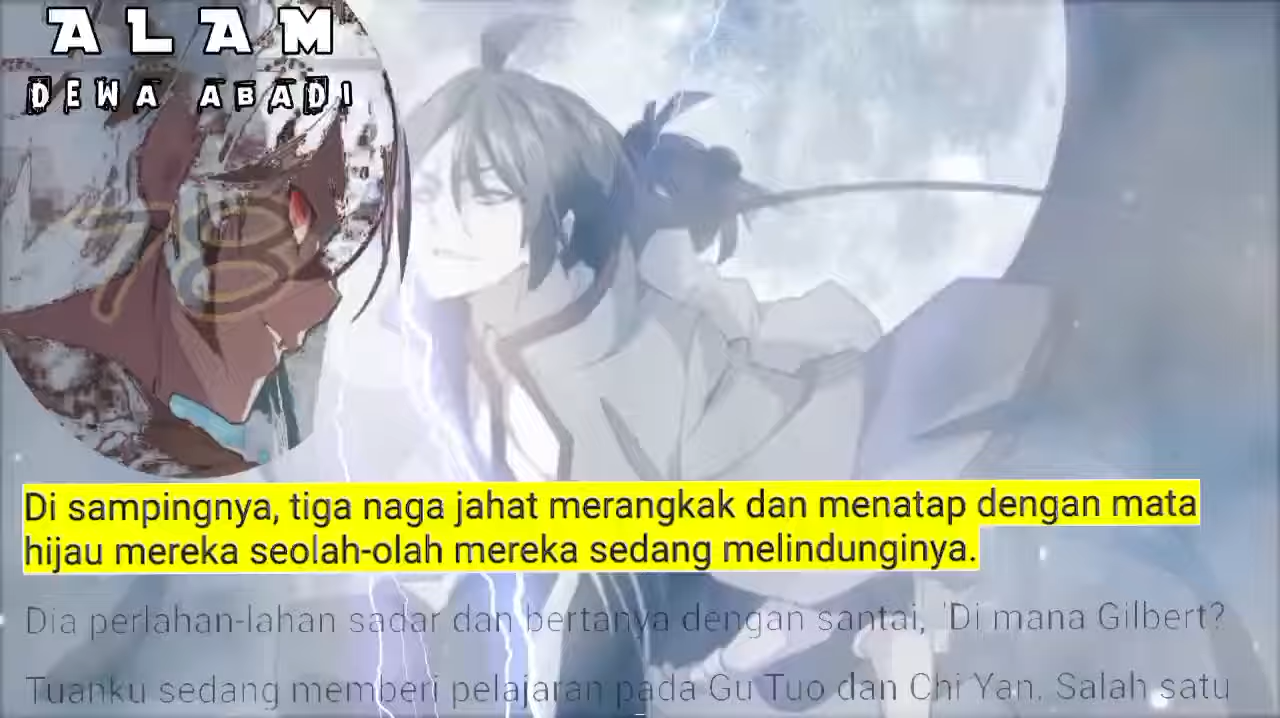 ALAM
DEWA ABADI
78
Di sampingnya, tiga naga jahat merangkak dan menatap dengan mata
hijau mereka seolah-olah mereka sedang melindunginya.
Dia perlahan-lahan sadar dan bertanya dengan santai, 'Di mana Gilbert?
Tuanku sedang memberi pelajaran pada Gu Tuo dan Chi Yan. Salah satu